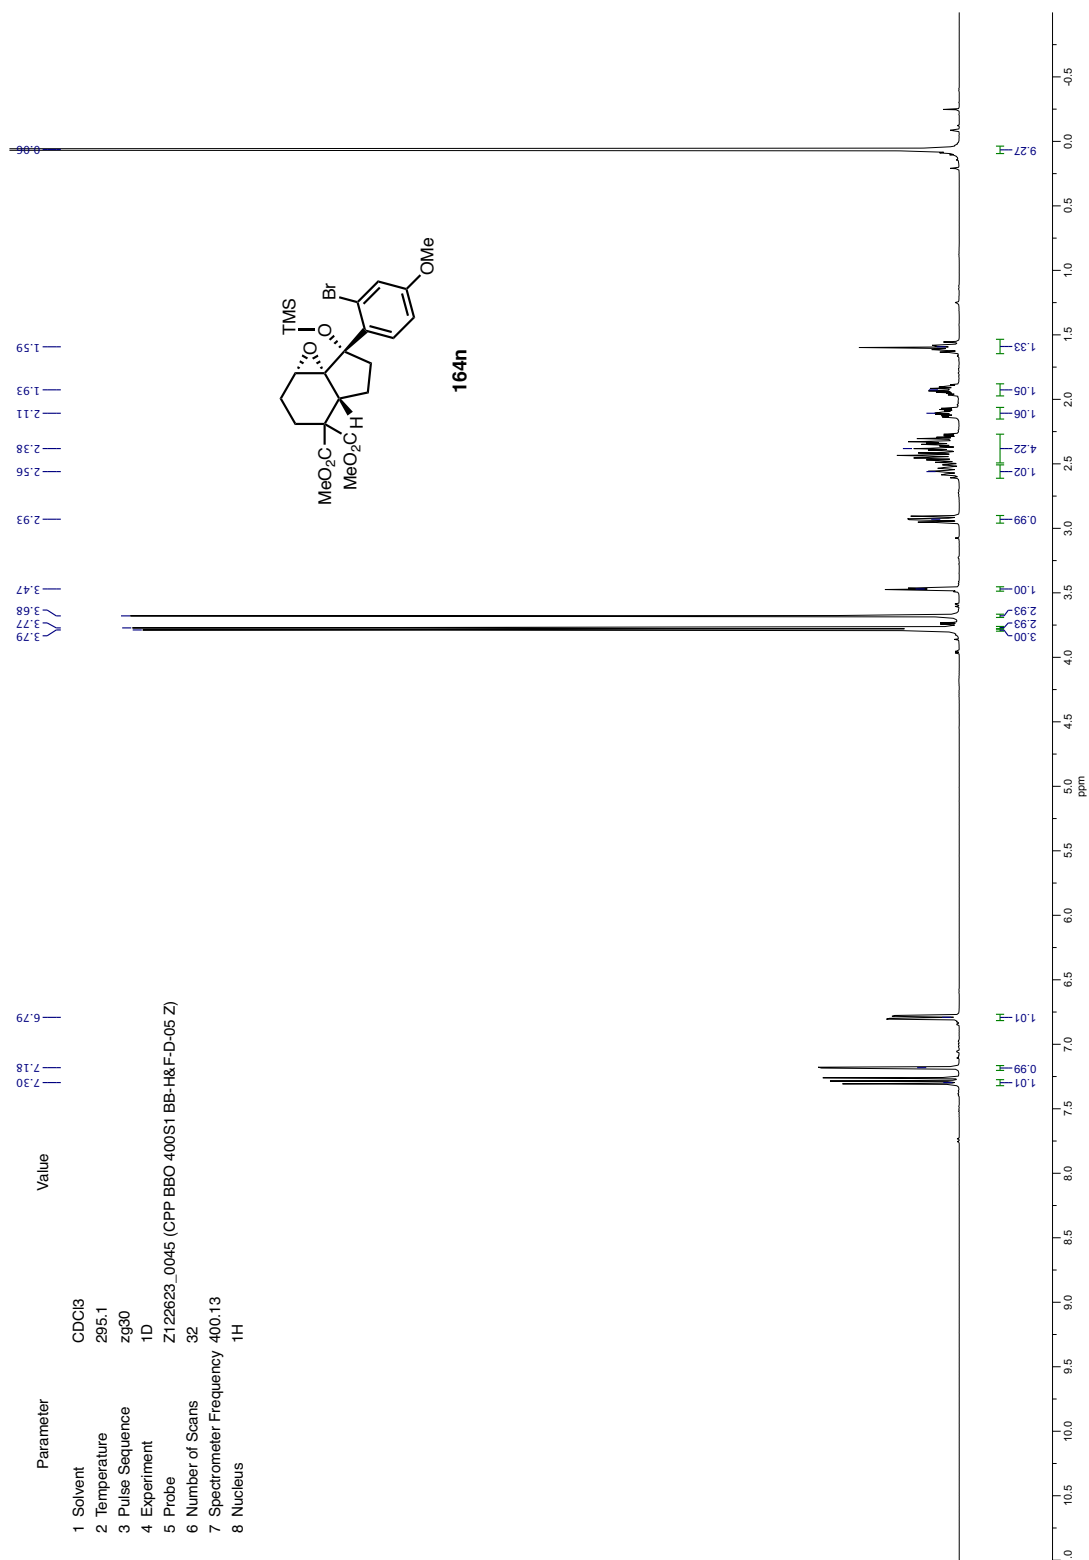 Parameter Value
1 Solvent CDCl3
2 Temperature 295.1
3 Pulse Sequence zg30
4 Experiment 1D
5 Probe Z122623_0045 (CPP BBO 400S1 BB-H&F-D-05 Z)
6 Number of Scans 32
7 Spectrometer Frequency 400.13
8 Nucleus 1H
7.30
7.18
6.79
3.79
3.77
3.68
3.47
2.93
2.56
2.38
2.11
1.93
1.59
0.06
TMS
O
O
Br
MeO2C
MeO2C
H
OMe
164n
1.01
0.99
1.01
3.00
2.93
2.93
1.00
0.99
1.02
4.22
1.06
1.05
1.33
9.27
.0 10.5 10.0 9.5 9.0 8.5 8.0 7.5 7.0 6.5 6.0 5.5 5.0 4.5 4.0 3.5 3.0 2.5 2.0 1.5 1.0 0.5 0.0 -0.5
ppm